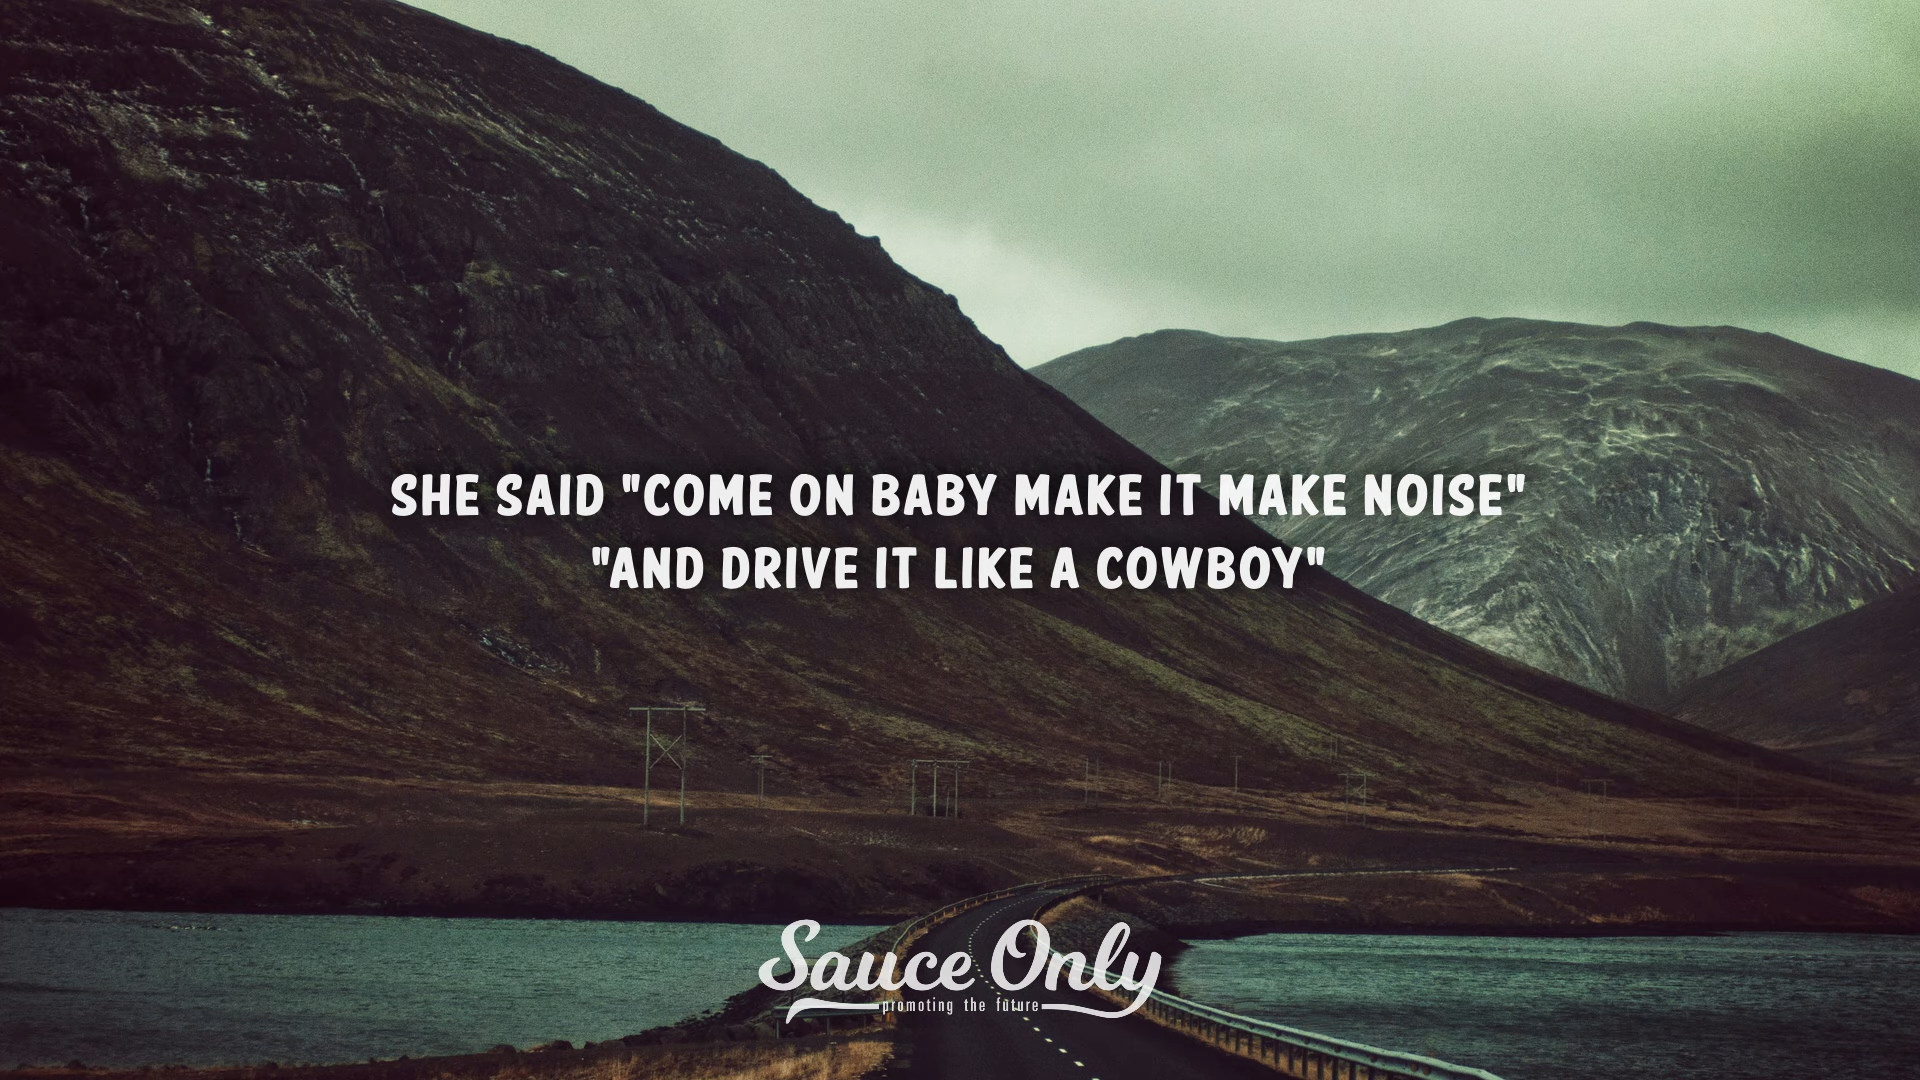 SHE SAID "COME ON BABY MAKE IT MAKE NOISE"
"AND DRIVE IT LIKE A COWBOY"
Sauce Only
promoting the future